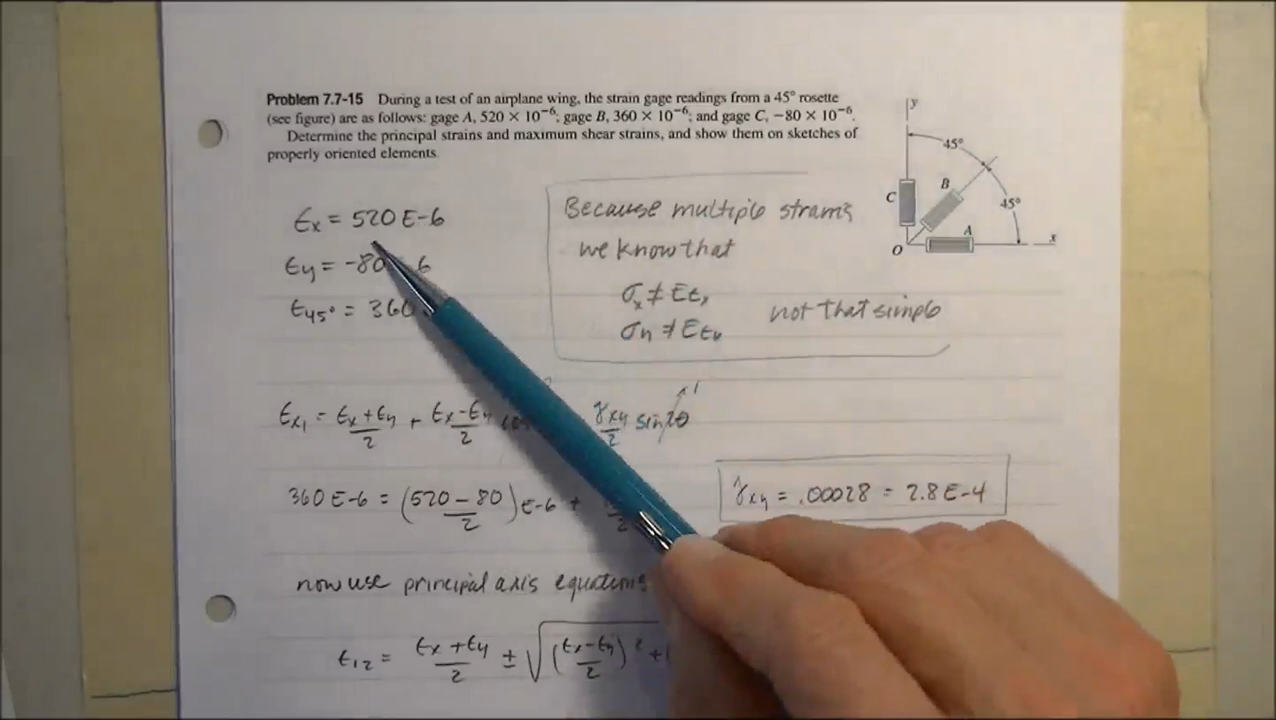 Problem 7.7-15 During a test of an airplane wing, the strain gage readings from a 45° rosette
(see figure) are as follows: gage A, 520 × 10⁻⁶; gage B, 360 × 10⁻⁶; and gage C, −80 × 10⁻⁶.
Determine the principal strains and maximum shear strains, and show them on sketches of
properly oriented elements.
y
45°
B
C
45°
A
x
O
εx = 520 E-6
εy = -80 6
ε45° = 360
Because multiple strains
we know that
σx ≠ Eεx
not that simple
σy ≠ Eεy
εx1 = εx + εy / 2 + εx - εy / 2 γxy / 2 sin 2θ 1
360 E-6 = (520 - 80 / 2) E-6 +
γxy = .00028 = 2.8 E-4
now use principal axis equations
ε12 = εx + εy / 2 ± √(εx - εy / 2)² +